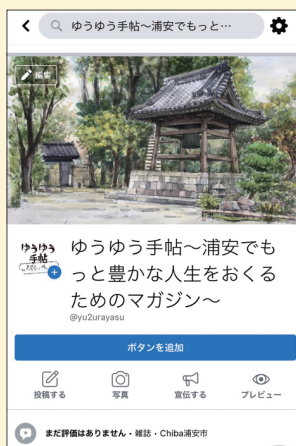 ゆうゆう手帖〜浦安でもっと…
編集
ゆうゆう
手帖
ゆうゆう手帖〜浦安でも
っと豊かな人生をおくる
ためのマガジン〜
@yu2urayasu
ボタンを追加
投稿する 写真 宣伝する プレビュー
まだ評価はありません・雑誌・Chiba浦安市